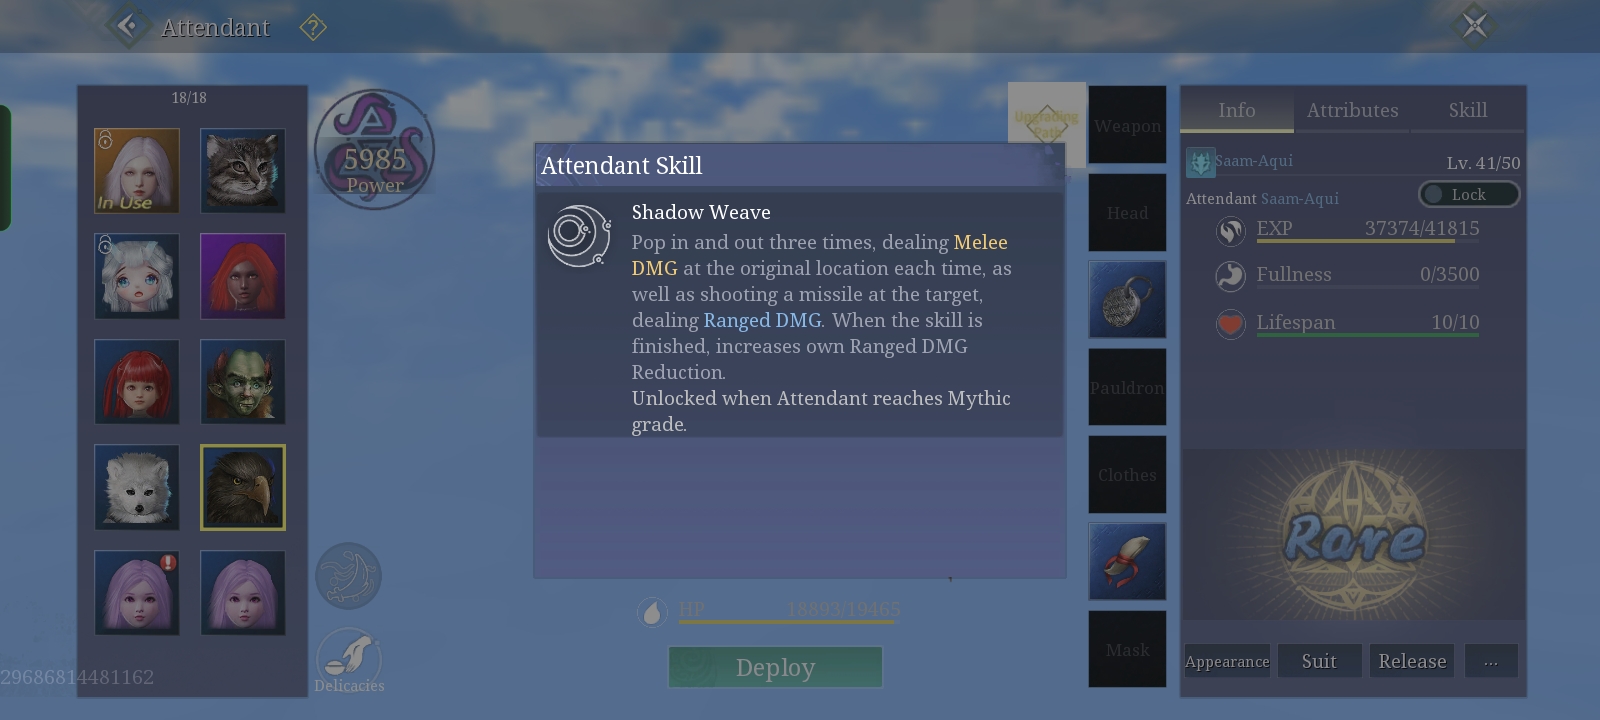 Attendant
?
18/18
In Use
5985
Power
Delicacies
29686814481162
Attendant Skill
Shadow Weave
Pop in and out three times, dealing Melee
DMG at the original location each time, as
well as shooting a missile at the target,
dealing Ranged DMG. When the skill is
finished, increases own Ranged DMG
Reduction.
Unlocked when Attendant reaches Mythic
grade.
HP 18893/19465
Deploy
Upgrading
Path
Weapon
Head
Pauldron
Clothes
Mask
Info Attributes Skill
Saam-Aqui Lv. 41/50
Attendant Saam-Aqui Lock
EXP 37374/41815
Fullness 0/3500
Lifespan 10/10
Rare
Appearance Suit Release ...